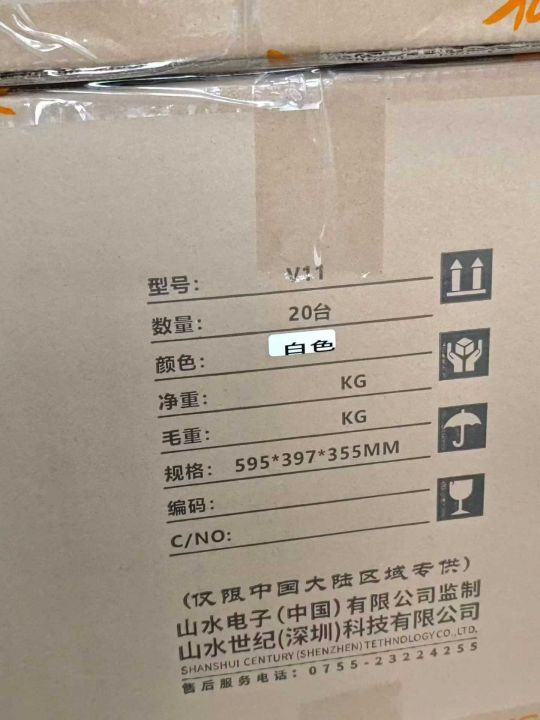 型号: V11
数量: 20台
颜色: 白色
净重: KG
毛重: KG
规格: 595*397*355MM
编码:
C/NO:
(仅限中国大陆区域专供)
山水电子(中国)有限公司监制
山水世纪(深圳)科技有限公司
SHANSHUI CENTURY (SHENZHEN) TETHNOLOGY CO., LTD.
售后服务电话: 0755-23224255